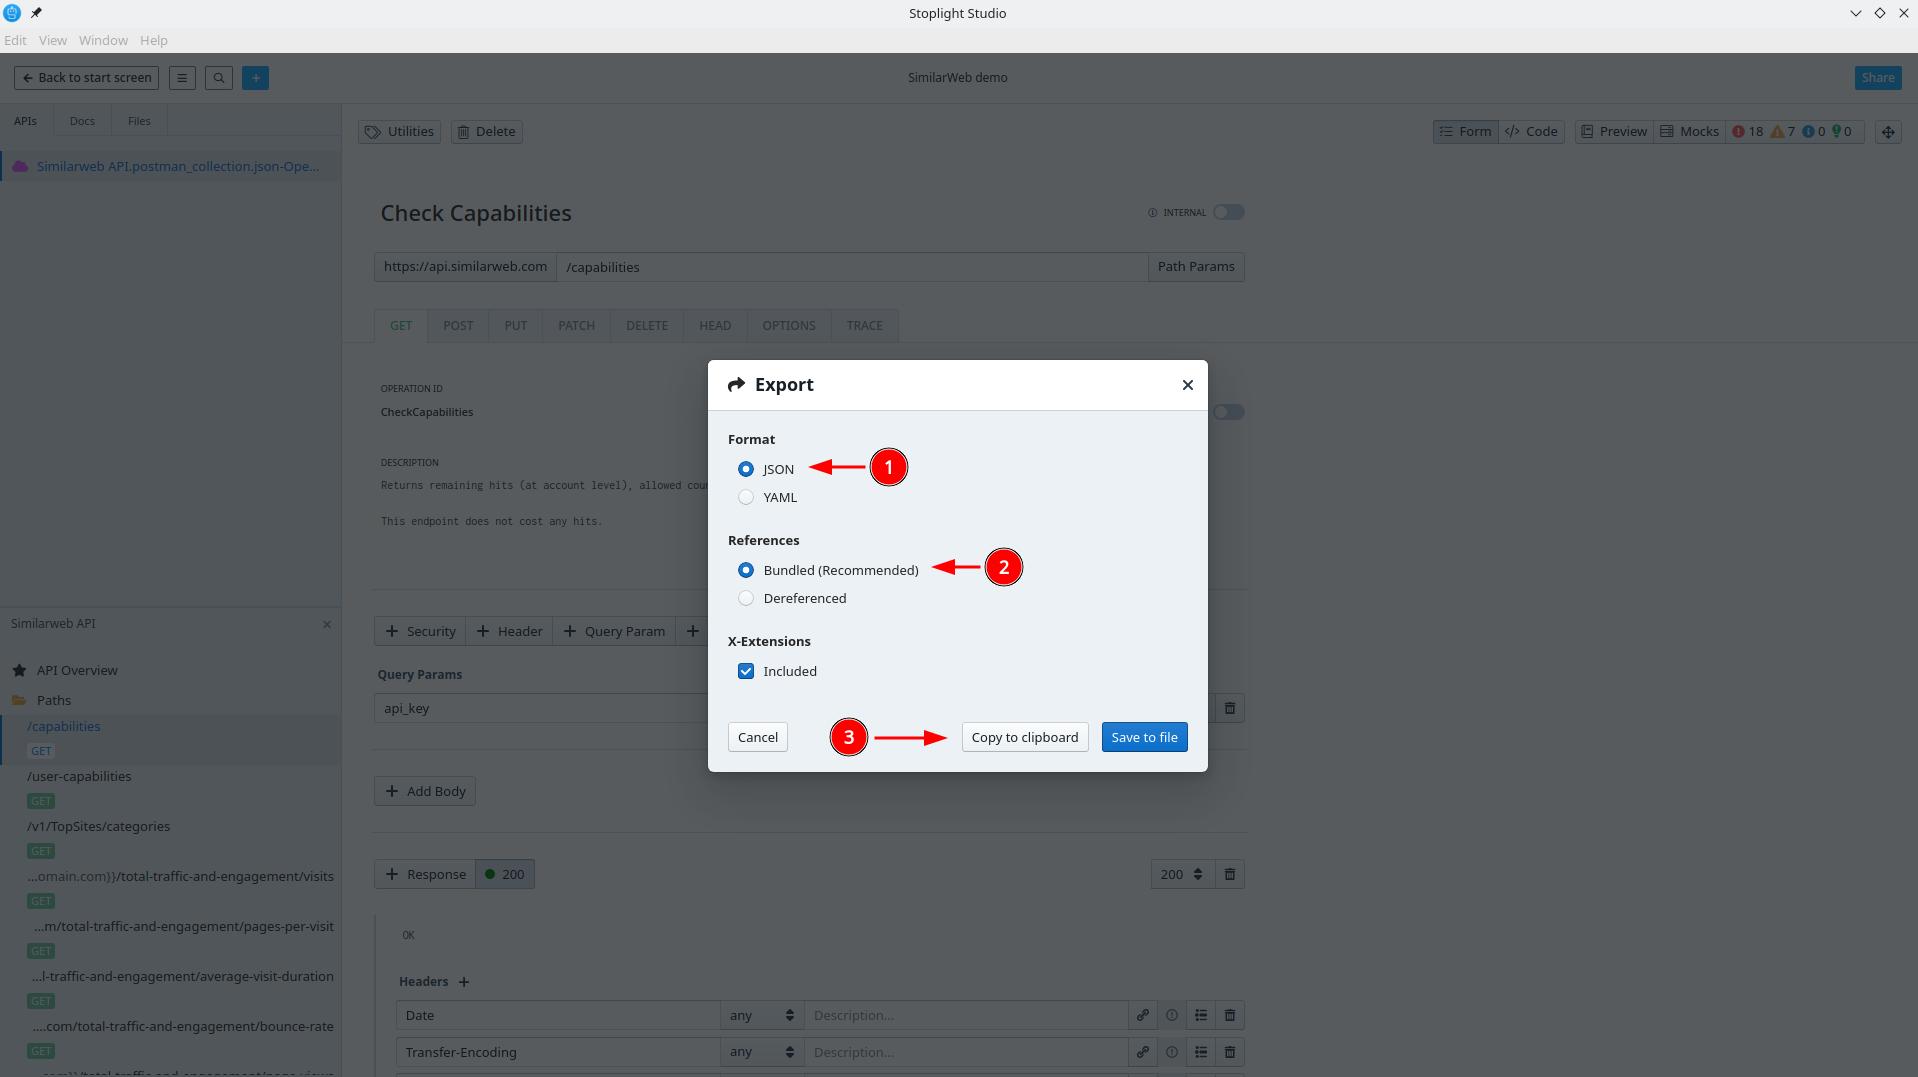 Stoplight Studio
Edit View Window Help
Back to start screen
SimilarWeb demo
Share
APIs Docs Files
Utilities Delete
Form </> Code Preview Mocks 18 7 0 0
Similarweb API.postman_collection.json-Ope...
Check Capabilities
INTERNAL
https://api.similarweb.com /capabilities Path Params
GET POST PUT PATCH DELETE HEAD OPTIONS TRACE
OPERATION ID
CheckCapabilities
DESCRIPTION
Returns remaining hits (at account level), allowed cou
This endpoint does not cost any hits.
Export
Format
JSON
1
YAML
References
Bundled (Recommended)
2
Dereferenced
X-Extensions
Included
Cancel
3
Copy to clipboard
Save to file
+ Security + Header + Query Param +
Query Params
api_key
+ Add Body
+ Response 200
200
OK
Headers +
Date any Description...
Transfer-Encoding any Description...
Similarweb API
API Overview
Paths
/capabilities
GET
/user-capabilities
GET
/v1/TopSites/categories
GET
...omain.com}}/total-traffic-and-engagement/visits
GET
...m/total-traffic-and-engagement/pages-per-visit
GET
...l-traffic-and-engagement/average-visit-duration
GET
....com/total-traffic-and-engagement/bounce-rate
GET